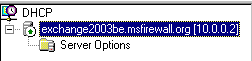 DHCP
exchange2003be.msfirewall.org [10.0.0.2]
Server Options